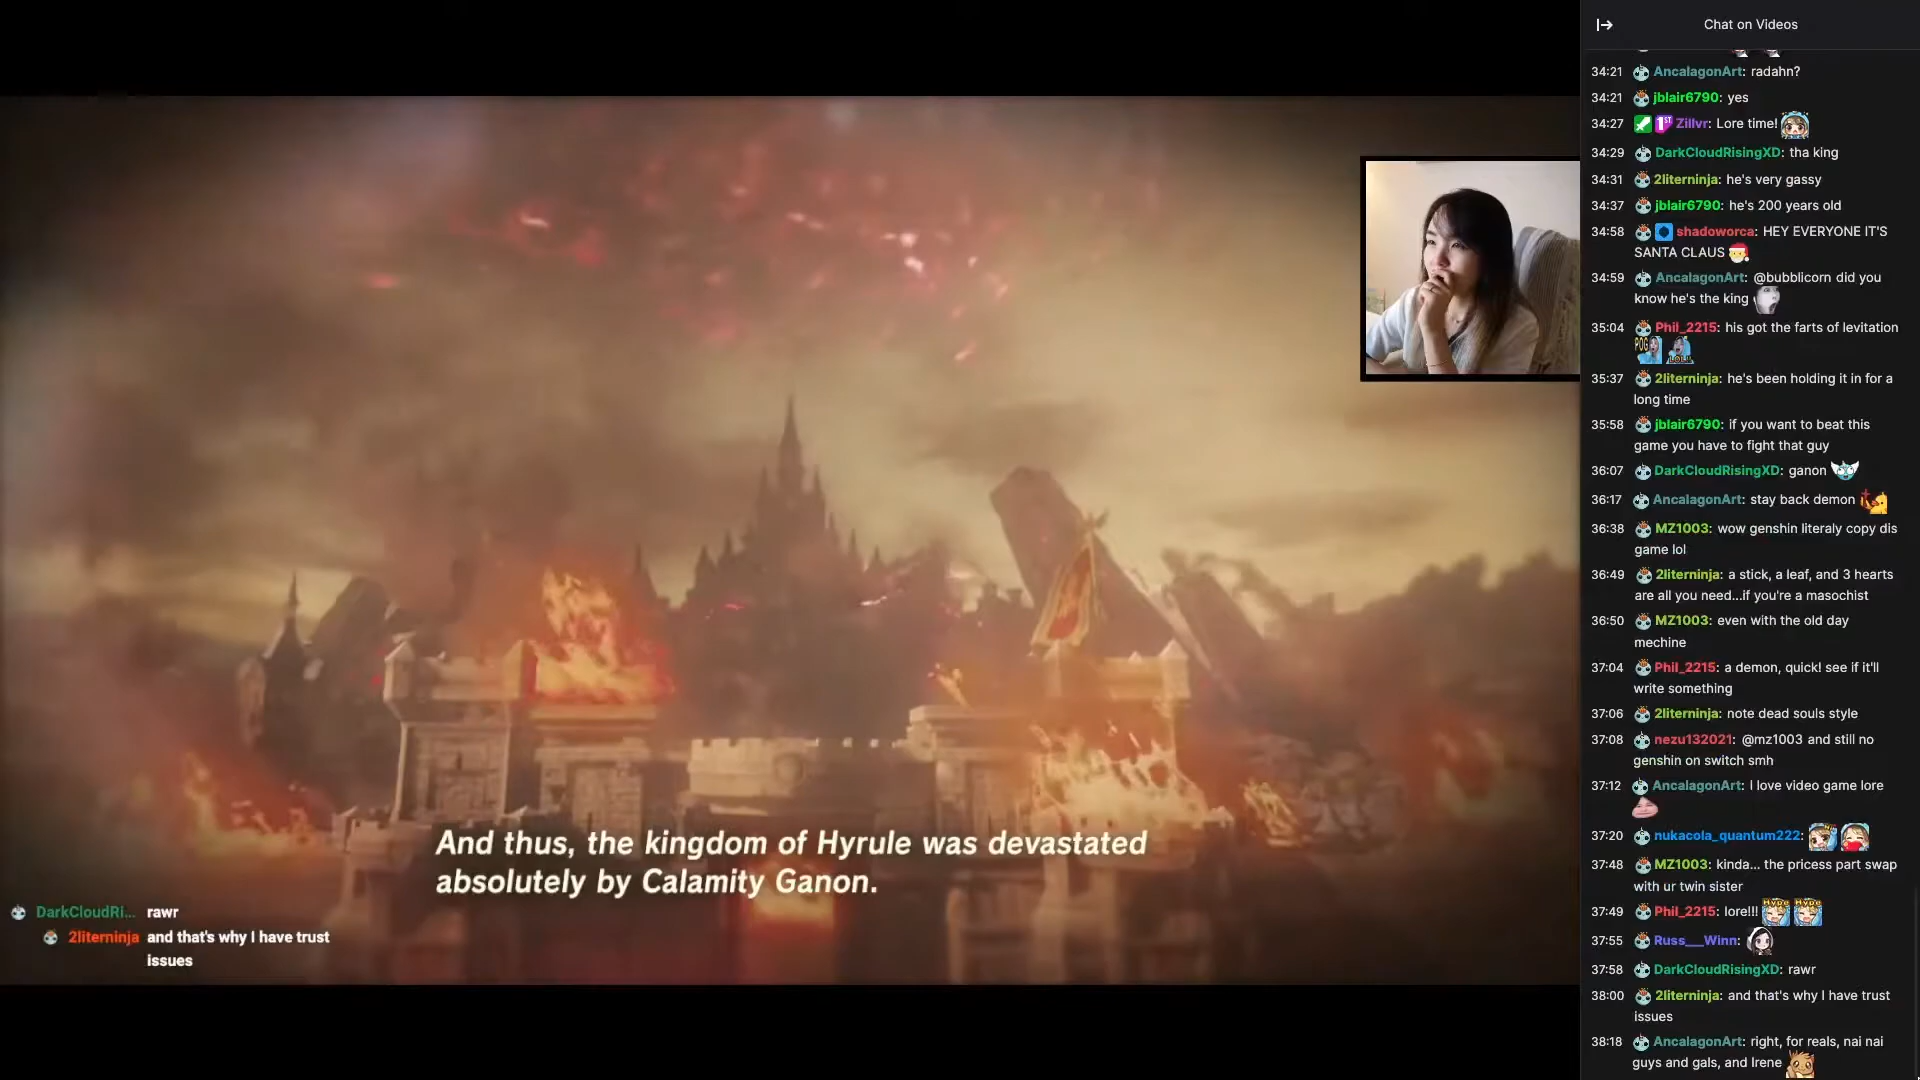 And thus, the kingdom of Hyrule was devastated
absolutely by Calamity Ganon.
DarkCloudRi... rawr
2literninja and that's why I have trust
issues
Chat on Videos
34:21 AncalagonArt: radahn?
34:21 jblair6790: yes
34:27 1ST Zillvr: Lore time!
34:29 DarkCloudRisingXD: tha king
34:31 2literninja: he's very gassy
34:37 jblair6790: he's 200 years old
34:58 shadoworca: HEY EVERYONE IT'S
SANTA CLAUS
34:59 AncalagonArt: @bubblicorn did you
know he's the king
35:04 Phil_2215: his got the farts of levitation
POG LOL!!
35:37 2literninja: he's been holding it in for a
long time
35:58 jblair6790: if you want to beat this
game you have to fight that guy
36:07 DarkCloudRisingXD: ganon
36:17 AncalagonArt: stay back demon
36:38 MZ1003: wow genshin literaly copy dis
game lol
36:49 2literninja: a stick, a leaf, and 3 hearts
are all you need...if you're a masochist
36:50 MZ1003: even with the old day
mechine
37:04 Phil_2215: a demon, quick! see if it'll
write something
37:06 2literninja: note dead souls style
37:08 nezu132021: @mz1003 and still no
genshin on switch smh
37:12 AncalagonArt: I love video game lore
37:20 nukacola_quantum222:
37:48 MZ1003: kinda... the pricess part swap
with ur twin sister
37:49 Phil_2215: lore!!! HYPE HYPE
37:55 Russ___Winn:
37:58 DarkCloudRisingXD: rawr
38:00 2literninja: and that's why I have trust
issues
38:18 AncalagonArt: right, for reals, nai nai
guys and gals, and Irene